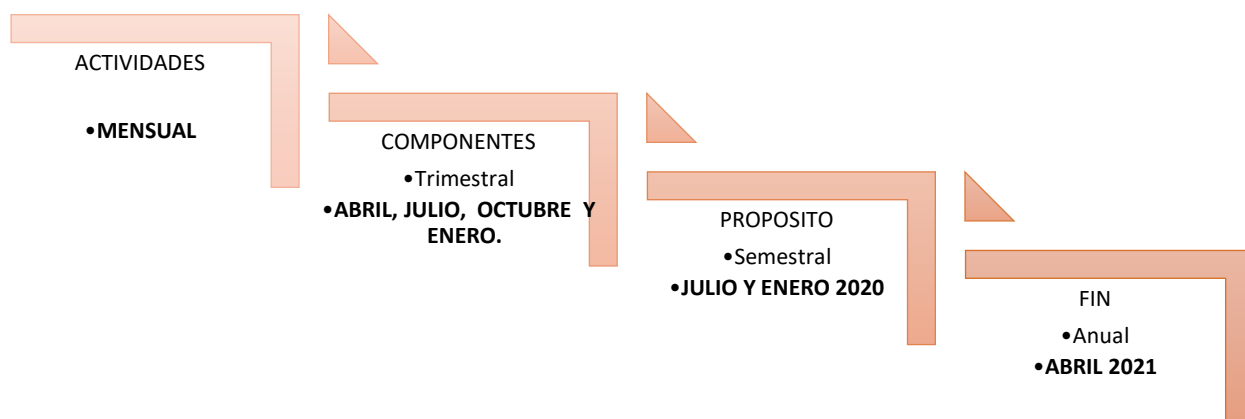 ACTIVIDADES
•MENSUAL
COMPONENTES
•Trimestral
•ABRIL, JULIO, OCTUBRE Y
ENERO.
PROPOSITO
•Semestral
•JULIO Y ENERO 2020
FIN
•Anual
•ABRIL 2021